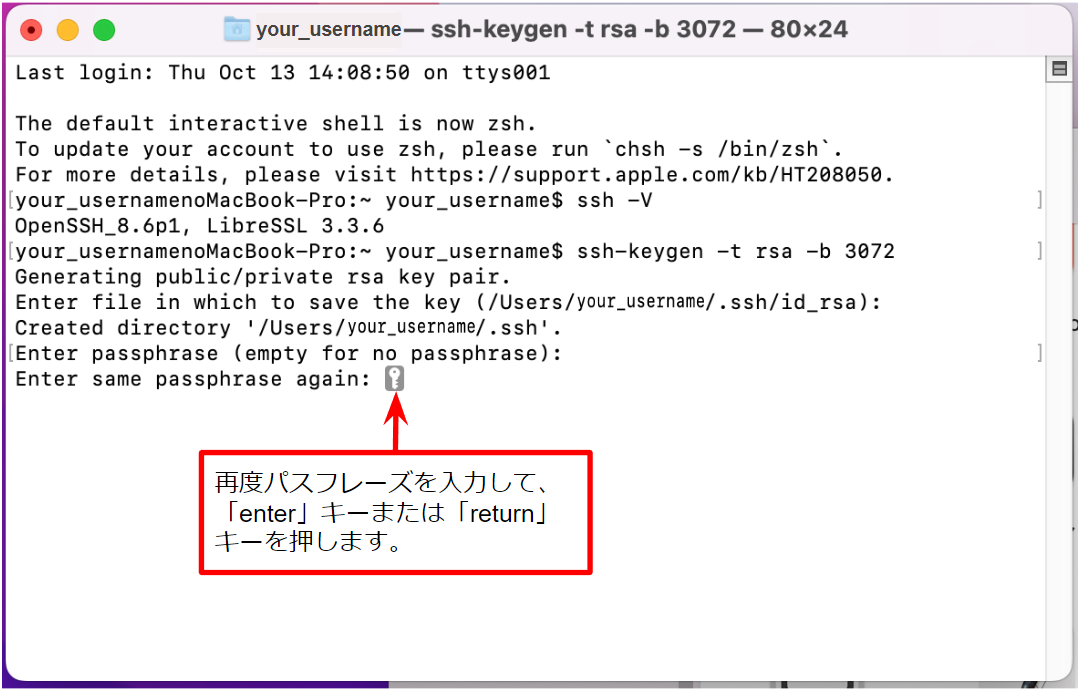 your_username — ssh-keygen -t rsa -b 3072 — 80×24
Last login: Thu Oct 13 14:08:50 on ttys001
The default interactive shell is now zsh.
To update your account to use zsh, please run `chsh -s /bin/zsh`.
For more details, please visit https://support.apple.com/kb/HT208050.
[your_usernamenoMacBook-Pro:~ your_username$ ssh -V ]
OpenSSH_8.6p1, LibreSSL 3.3.6
[your_usernamenoMacBook-Pro:~ your_username$ ssh-keygen -t rsa -b 3072 ]
Generating public/private rsa key pair.
Enter file in which to save the key (/Users/your_username/.ssh/id_rsa):
Created directory '/Users/your_username/.ssh'.
[Enter passphrase (empty for no passphrase): ]
Enter same passphrase again:
再度パスフレーズを入力して、
「enter」キーまたは「return」
キーを押します。